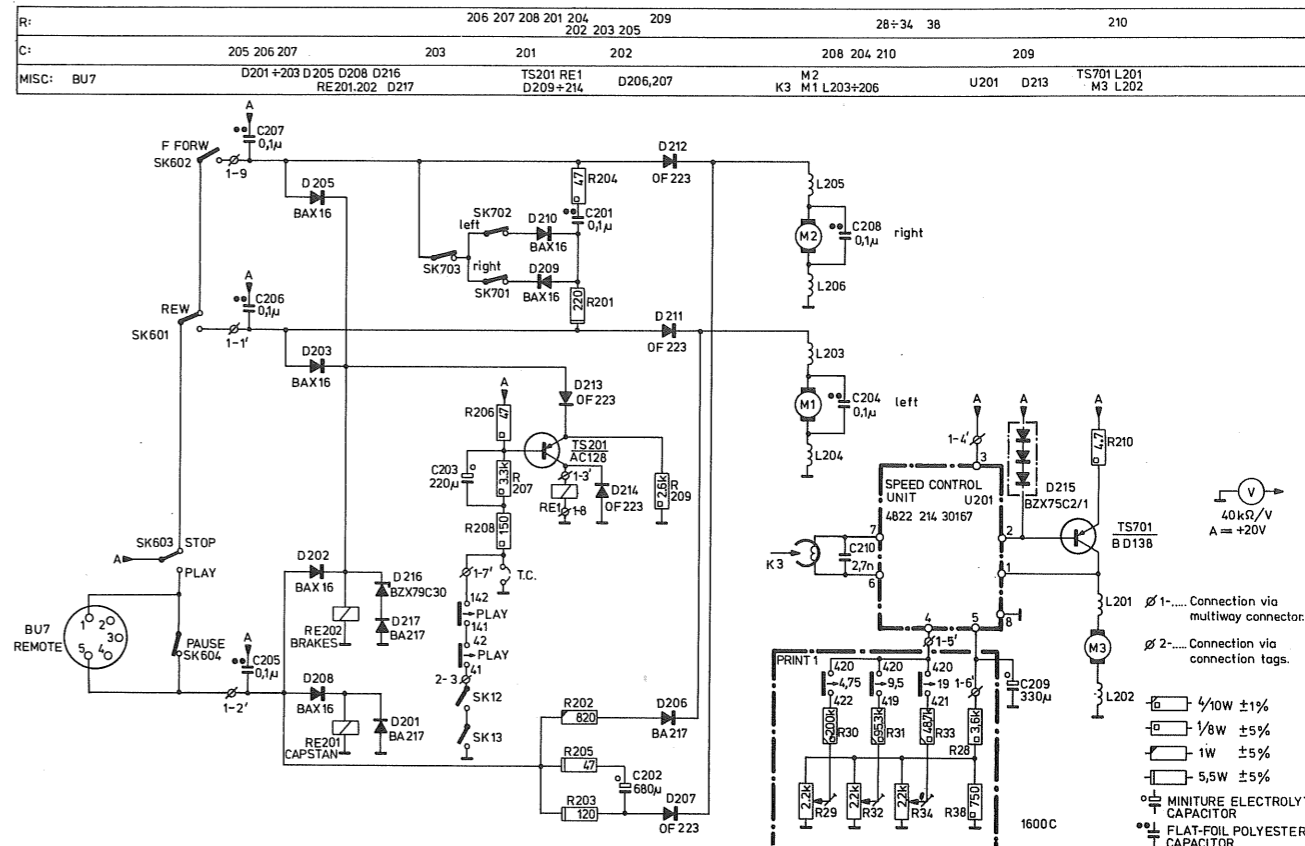 R: 206 207 208 201 204 209 28÷34 38 210
202 203 205
C: 205 206 207 203 201 202 208 204 210 209
MISC: BU7 D201÷203 D205 D208 D216 TS201 RE1 D206,207 M2 U201 D213 TS701 L201
RE201.202 D217 D209÷214 K3 M1 L203÷206 M3 L202
A
C207
0,1µ
F FORW
SK602
1-9
D205
BAX16
D212
OF 223
47
R204
C201
0,1µ
SK702
left
D210
BAX16
SK703
right
SK701
D209
BAX16
220
R201
L205
M2
C208
0,1µ
right
L206
A
C206
0,1µ
REW
SK601
1-1'
D203
BAX16
D211
OF 223
L203
M1
C204
0,1µ
left
L204
A
R206
47
D213
OF 223
TS201
AC128
C203
220µ
3.3k
R
207
1-3'
RE1
1-8
D214
OF 223
2.6k
R
209
R208
150
1-7'
T.C.
142
PLAY
141
42
PLAY
41
2-3
SK12
SK13
SK603
STOP
A
PLAY
D202
BAX16
D216
BZX79C30
D217
BA217
RE202
BRAKES
BU7
REMOTE
1
2
3
5
4
PAUSE
SK604
A
C205
0,1µ
1-2'
D208
BAX16
RE201
CAPSTAN
D201
BA217
R202
820
D206
BA217
R205
47
C202
680µ
R203
120
D207
OF 223
A
1-4'
3
SPEED CONTROL
UNIT U201
4822 214 30167
A
D215
BZX75C2/1
A
4.7
R210
2
TS701
BD138
1
K3
7
C210
2,7n
6
4
5
8
1-5'
L201
M3
L202
V
40kΩ/V
A = +20V
PRINT 1
420
4,75
422
420
9,5
419
420
19
421
1-6'
C209
330µ
200k
R30
95.3k
R31
48.7k
R33
3.6k
R28
2.2k
R29
2.2k
R32
2.2k
R34
R38
750
1600C
Ø 1-..... Connection via
multiway connector.
Ø 2-..... Connection via
connection tags.
4/10W ±1%
1/8W ±5%
1W ±5%
5,5W ±5%
MINITURE ELECTROLYT
CAPACITOR
FLAT-FOIL POLYESTER
CAPACITOR